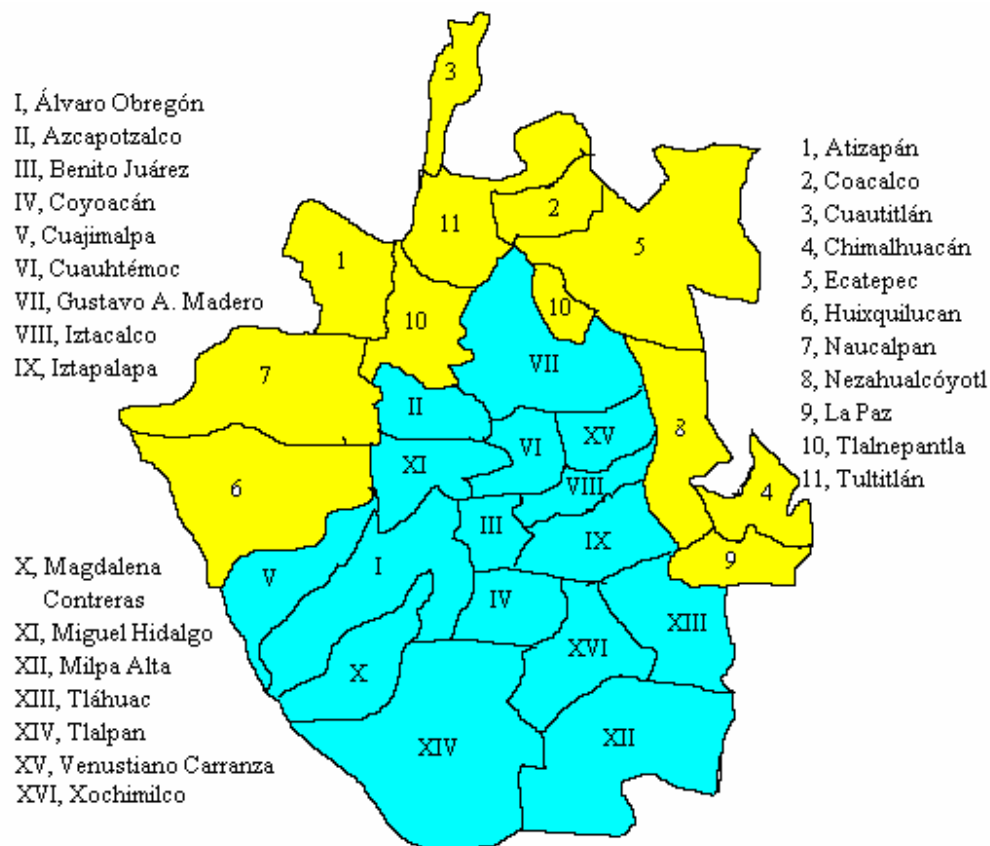 I, Álvaro Obregón
II, Azcapotzalco
III, Benito Juárez
IV, Coyoacán
V, Cuajimalpa
VI, Cuauhtémoc
VII, Gustavo A. Madero
VIII, Iztacalco
IX, Iztapalapa
X, Magdalena
Contreras
XI, Miguel Hidalgo
XII, Milpa Alta
XIII, Tláhuac
XIV, Tlalpan
XV, Venustiano Carranza
XVI, Xochimilco
3
11
2
5
1
10
10
VII
7
II
VI
XV
8
XI
VIII
6
4
III
IX
V
I
9
IV
XIII
X
XVI
XIV
XII
1, Atizapán
2, Coacalco
3, Cuautitlán
4, Chimalhuacán
5, Ecatepec
6, Huixquilucan
7, Naucalpan
8, Nezahualcóyotl
9, La Paz
10, Tlalnepantla
11, Tultitlán